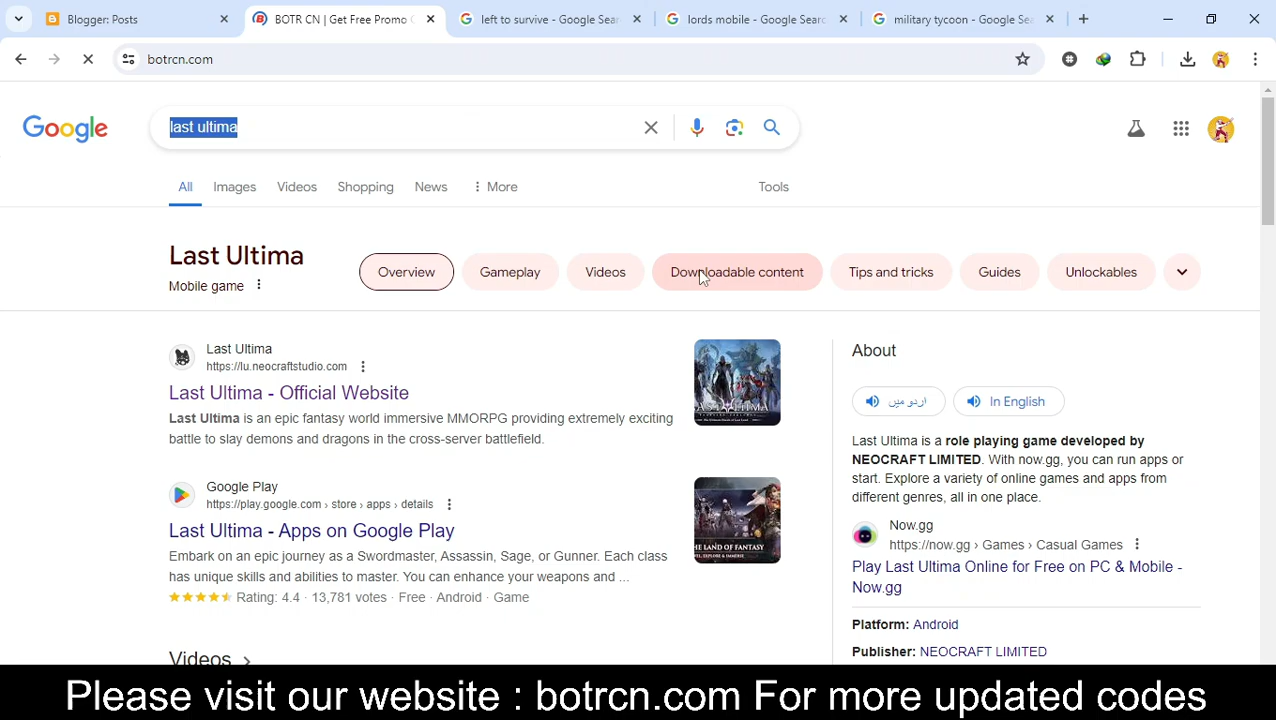 Blogger: Posts
BOTR CN | Get Free Promo
left to survive - Google Sear
lords mobile - Google Search
military tycoon - Google Sea
botrcn.com
Google
last ultima
All
Images
Videos
Shopping
News
More
Tools
Last Ultima
Mobile game
Overview
Gameplay
Videos
Downloadable content
Tips and tricks
Guides
Unlockables
Last Ultima
https://lu.neocraftstudio.com
Last Ultima - Official Website
Last Ultima is an epic fantasy world immersive MMORPG providing extremely exciting
battle to slay demons and dragons in the cross-server battlefield.
Google Play
https://play.google.com › store › apps › details
Last Ultima - Apps on Google Play
THE LAND OF FANTASY
Embark on an epic journey as a Swordmaster, Assassin, Sage, or Gunner. Each class
has unique skills and abilities to master. You can enhance your weapons and ...
Rating: 4.4 · 13,781 votes · Free · Android · Game
Videos
About
اردو میں
In English
Last Ultima is a role playing game developed by
NEOCRAFT LIMITED. With now.gg, you can run apps or
start. Explore a variety of online games and apps from
different genres, all in one place.
Now.gg
https://now.gg › Games › Casual Games
Play Last Ultima Online for Free on PC & Mobile -
Now.gg
Platform: Android
Publisher: NEOCRAFT LIMITED
Please visit our website : botrcn.com For more updated codes